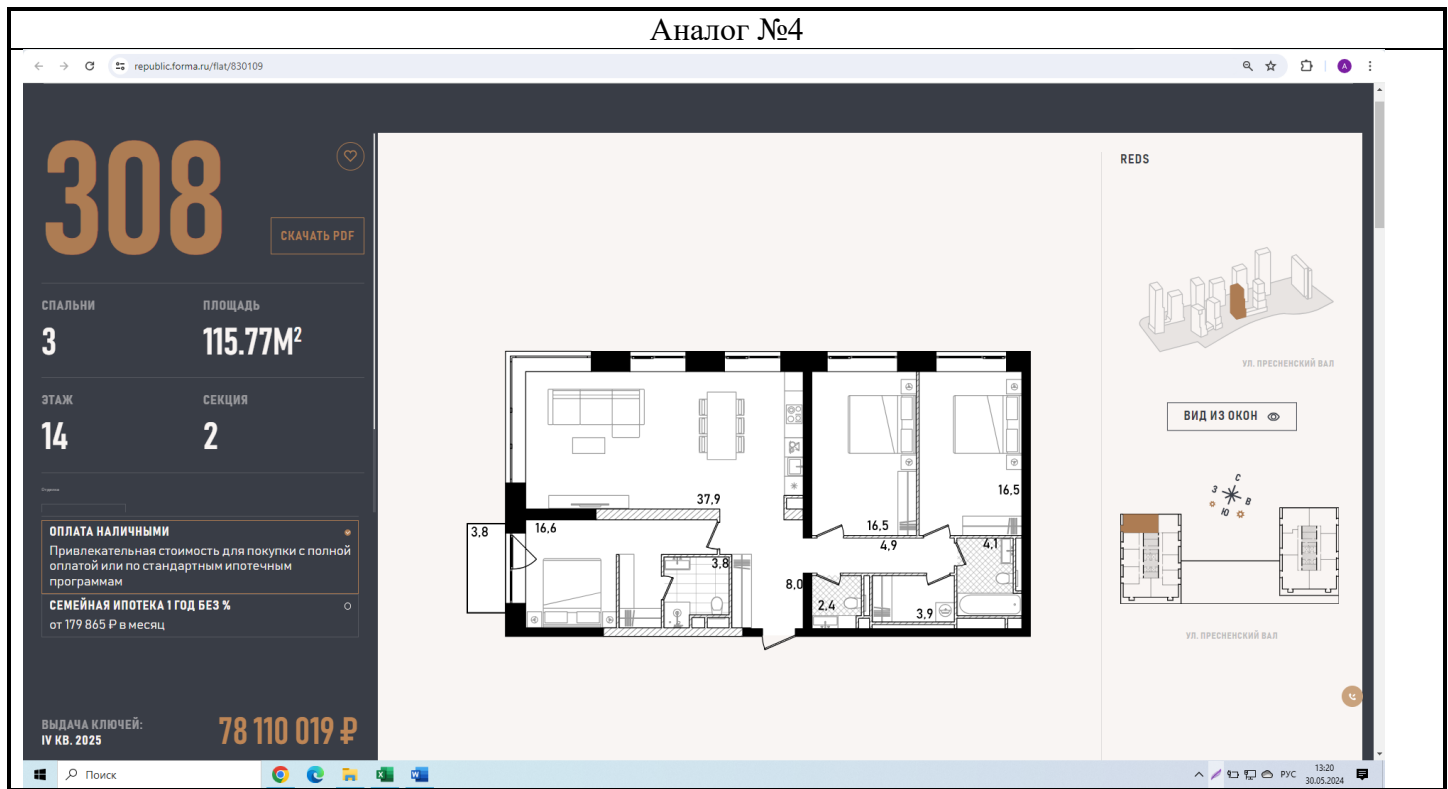 Аналог №4
republic.forma.ru/flat/830109
A
308
СКАЧАТЬ PDF
СПАЛЬНИ
ПЛОЩАДЬ
3
115.77М²
ЭТАЖ
СЕКЦИЯ
14
2
ОПЛАТА НАЛИЧНЫМИ
Привлекательная стоимость для покупки с полной
оплатой или по стандартным ипотечным
программам
СЕМЕЙНАЯ ИПОТЕКА 1 ГОД БЕЗ %
от 179 865 ₽ в месяц
ВЫДАЧА КЛЮЧЕЙ:
IV КВ. 2025
78 110 019 ₽
37,9
16,5
16,5
3,8
16,6
4,9
4,1
3,8
8,0
2,4
3,9
REDS
УЛ. ПРЕСНЕНСКИЙ ВАЛ
ВИД ИЗ ОКОН
С
З
В
Ю
УЛ. ПРЕСНЕНСКИЙ ВАЛ
Поиск
РУС
13:20
30.05.2024